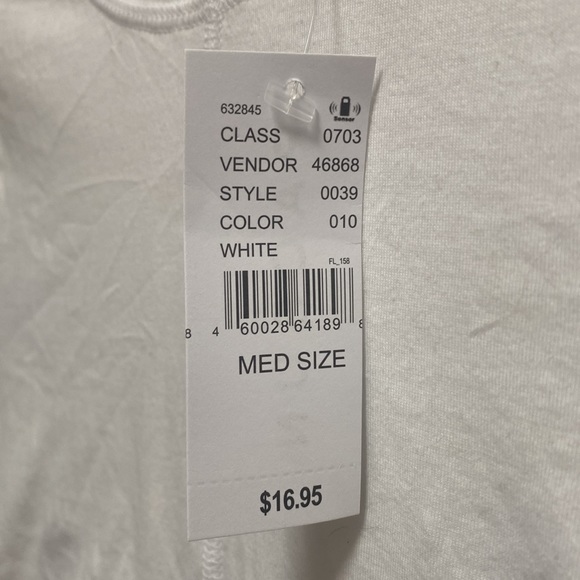 632845
Sensor
CLASS 0703
VENDOR 46868
STYLE 0039
COLOR 010
WHITE
FL_158
8 4 60028 64189 8
MED SIZE
$16.95